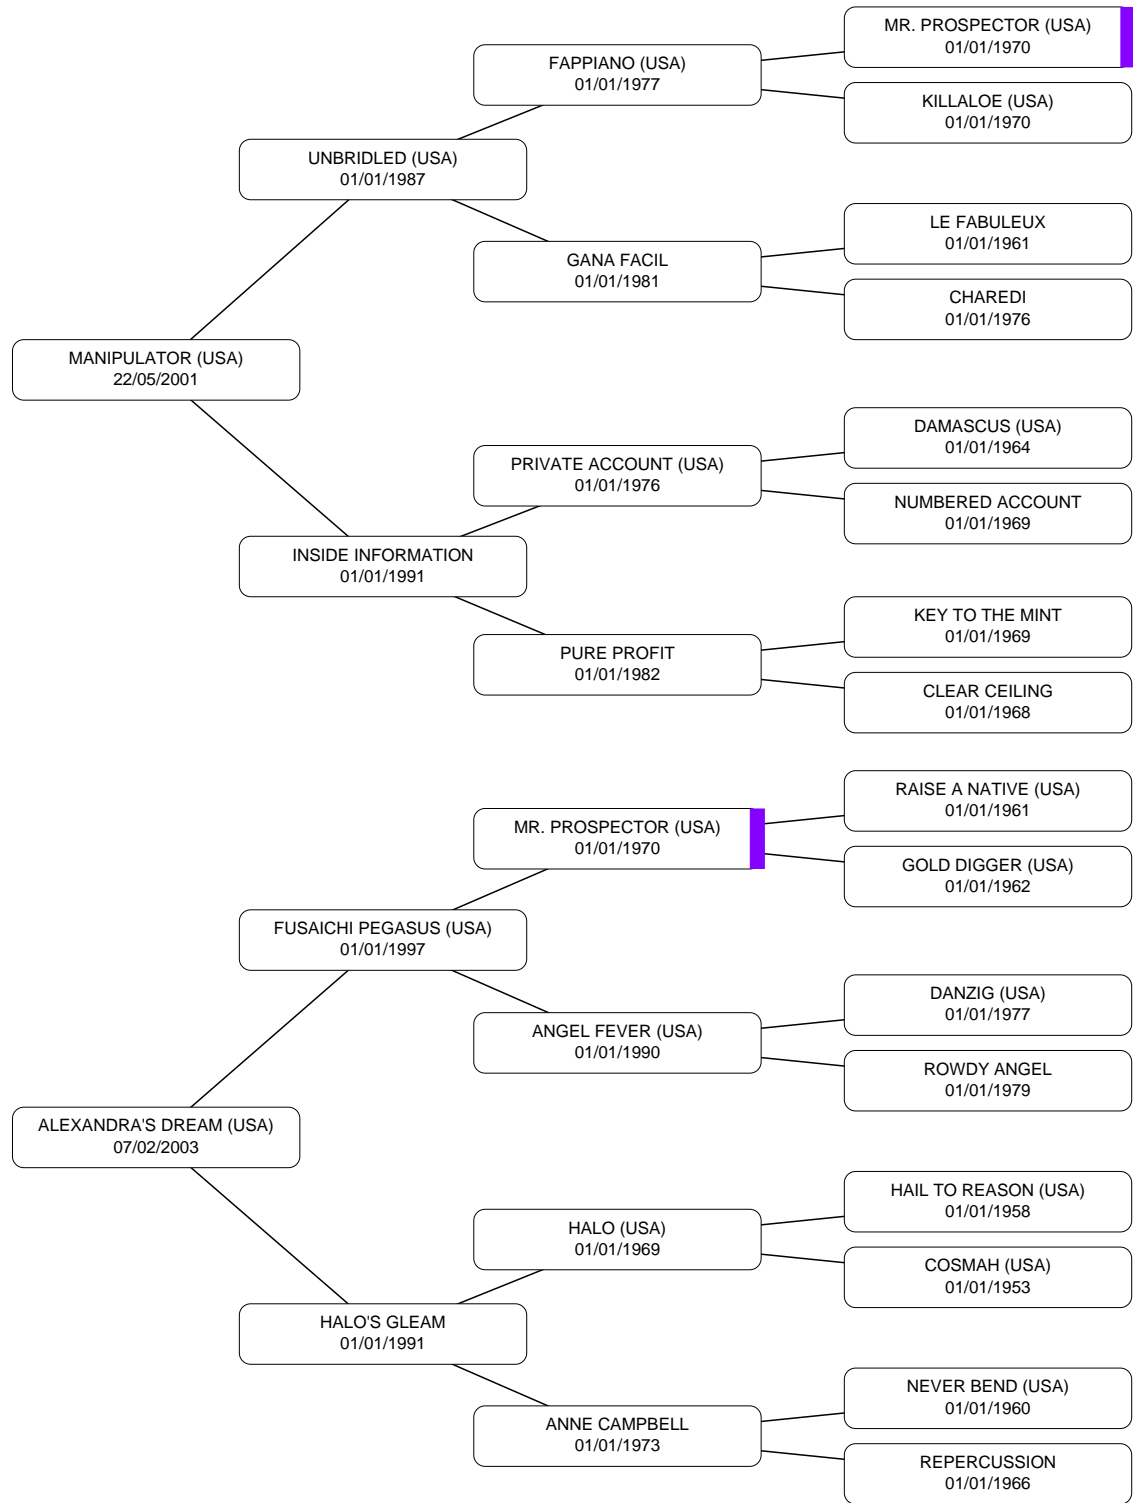 MR. PROSPECTOR (USA)
01/01/1970
FAPPIANO (USA)
01/01/1977
KILLALOE (USA)
01/01/1970
UNBRIDLED (USA)
01/01/1987
LE FABULEUX
01/01/1961
GANA FACIL
01/01/1981
CHAREDI
01/01/1976
MANIPULATOR (USA)
22/05/2001
DAMASCUS (USA)
01/01/1964
PRIVATE ACCOUNT (USA)
01/01/1976
NUMBERED ACCOUNT
01/01/1969
INSIDE INFORMATION
01/01/1991
KEY TO THE MINT
01/01/1969
PURE PROFIT
01/01/1982
CLEAR CEILING
01/01/1968
RAISE A NATIVE (USA)
01/01/1961
MR. PROSPECTOR (USA)
01/01/1970
GOLD DIGGER (USA)
01/01/1962
FUSAICHI PEGASUS (USA)
01/01/1997
DANZIG (USA)
01/01/1977
ANGEL FEVER (USA)
01/01/1990
ROWDY ANGEL
01/01/1979
ALEXANDRA'S DREAM (USA)
07/02/2003
HAIL TO REASON (USA)
01/01/1958
HALO (USA)
01/01/1969
COSMAH (USA)
01/01/1953
HALO'S GLEAM
01/01/1991
NEVER BEND (USA)
01/01/1960
ANNE CAMPBELL
01/01/1973
REPERCUSSION
01/01/1966